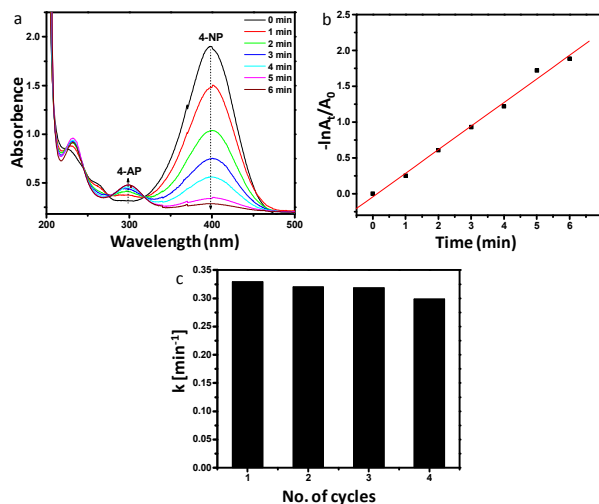 a
0 min
1 min
2 min
3 min
4 min
5 min
6 min
4-NP
4-AP
Absorbence
2.0
1.5
1.0
0.5
200
300
400
500
Wavelength (nm)
b
-lnAt/A0
2.0
1.5
1.0
0.5
0.0
0
1
2
3
4
5
6
Time (min)
c
k [min-1]
0.35
0.30
0.25
0.20
0.15
0.10
0.05
0.00
1
2
3
4
No. of cycles